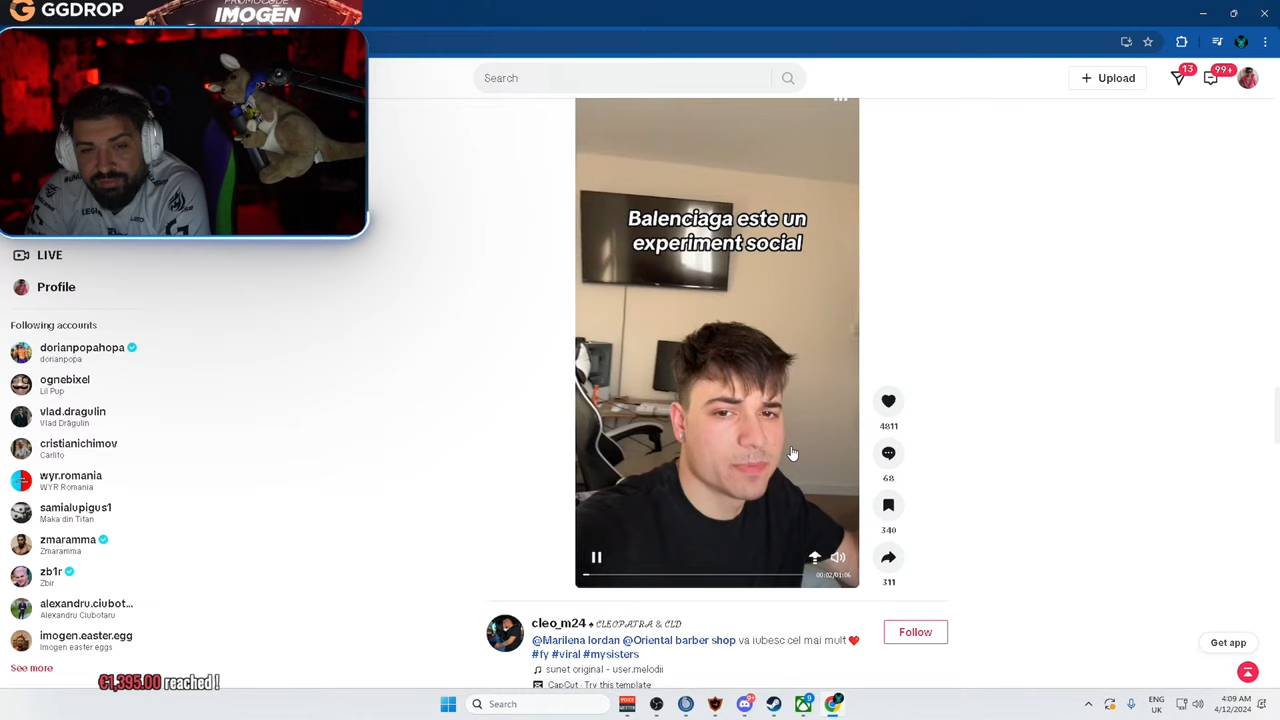 GGDROP
PROMOCODE
IMOGEN
Search
Upload
13
99+
LIVE
Profile
Following accounts
dorianpopahopa
dorianpopa
ognebixel
Lil Pup
vlad.dragulin
Vlad Drăgulin
cristianichimov
Carlito
wyr.romania
WYR Romania
samialupigus1
Maka din Titan
zmaramma
Zmaramma
zb1r
Zbir
alexandru.ciubot...
Alexandru Ciubotaru
imogen.easter.egg
Imogen easter eggs
See more
€1,395.00 reached !
Balenciaga este un
experiment social
00:02/01:06
4811
68
340
311
cleo_m24 ♠ 𝓒𝓛𝓔𝓞𝓟𝓐𝓣𝓡𝓐 & 𝓒𝓛𝓓
@Marilena Iordan @Oriental barber shop va iubesc cel mai mult ❤️
#fy #viral #mysisters
♫ sunet original - user.melodii
CapCut · Try this template
Follow
Get app
Search
ENG
UK
4:09 AM
4/12/2024